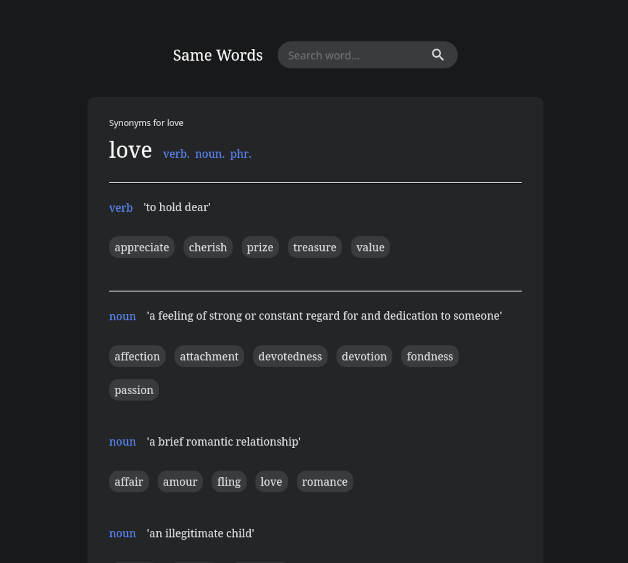 Same Words
Search word...
Synonyms for love
love verb. noun. phr.
verb 'to hold dear'
appreciate cherish prize treasure value
noun 'a feeling of strong or constant regard for and dedication to someone'
affection attachment devotedness devotion fondness
passion
noun 'a brief romantic relationship'
affair amour fling love romance
noun 'an illegitimate child'